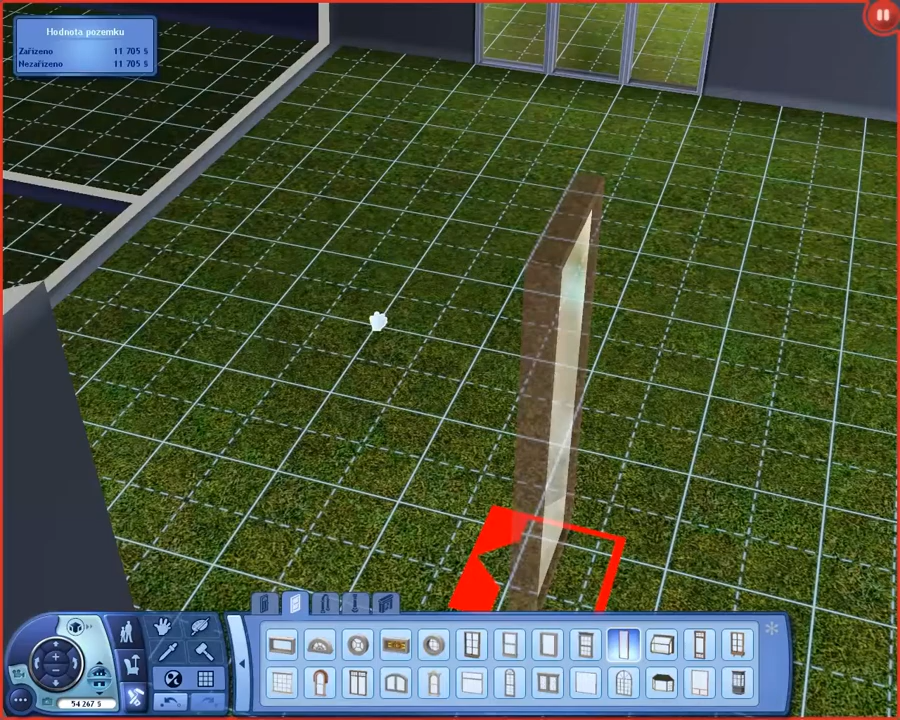 Hodnota pozemku
Zařízeno 11 705 §
Nezařízeno 11 705 §
54 267 §